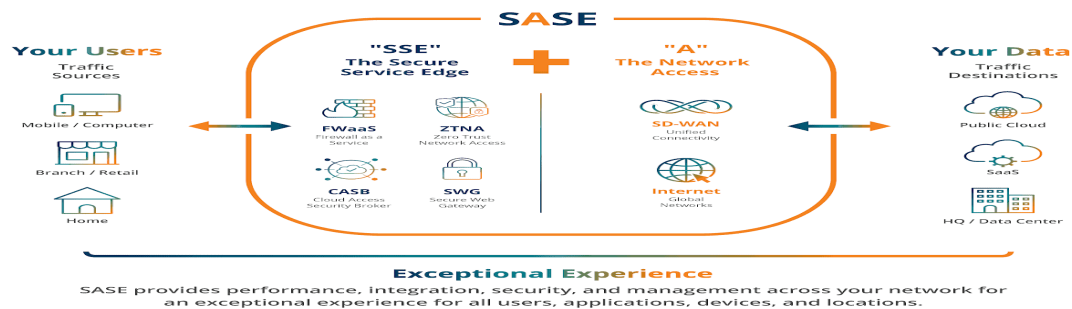 SASE
Your Users
Traffic
Sources
Mobile / Computer
Branch / Retail
Home
"SSE"
The Secure
Service Edge
FWaaS
Firewall as a
Service
ZTNA
Zero Trust
Network Access
CASB
Cloud Access
Security Broker
SWG
Secure Web
Gateway
"A"
The Network
Access
SD-WAN
Unified
Connectivity
Internet
Global
Networks
Your Data
Traffic
Destinations
Public Cloud
SaaS
HQ / Data Center
Exceptional Experience
SASE provides performance, integration, security, and management across your network for
an exceptional experience for all users, applications, devices, and locations.